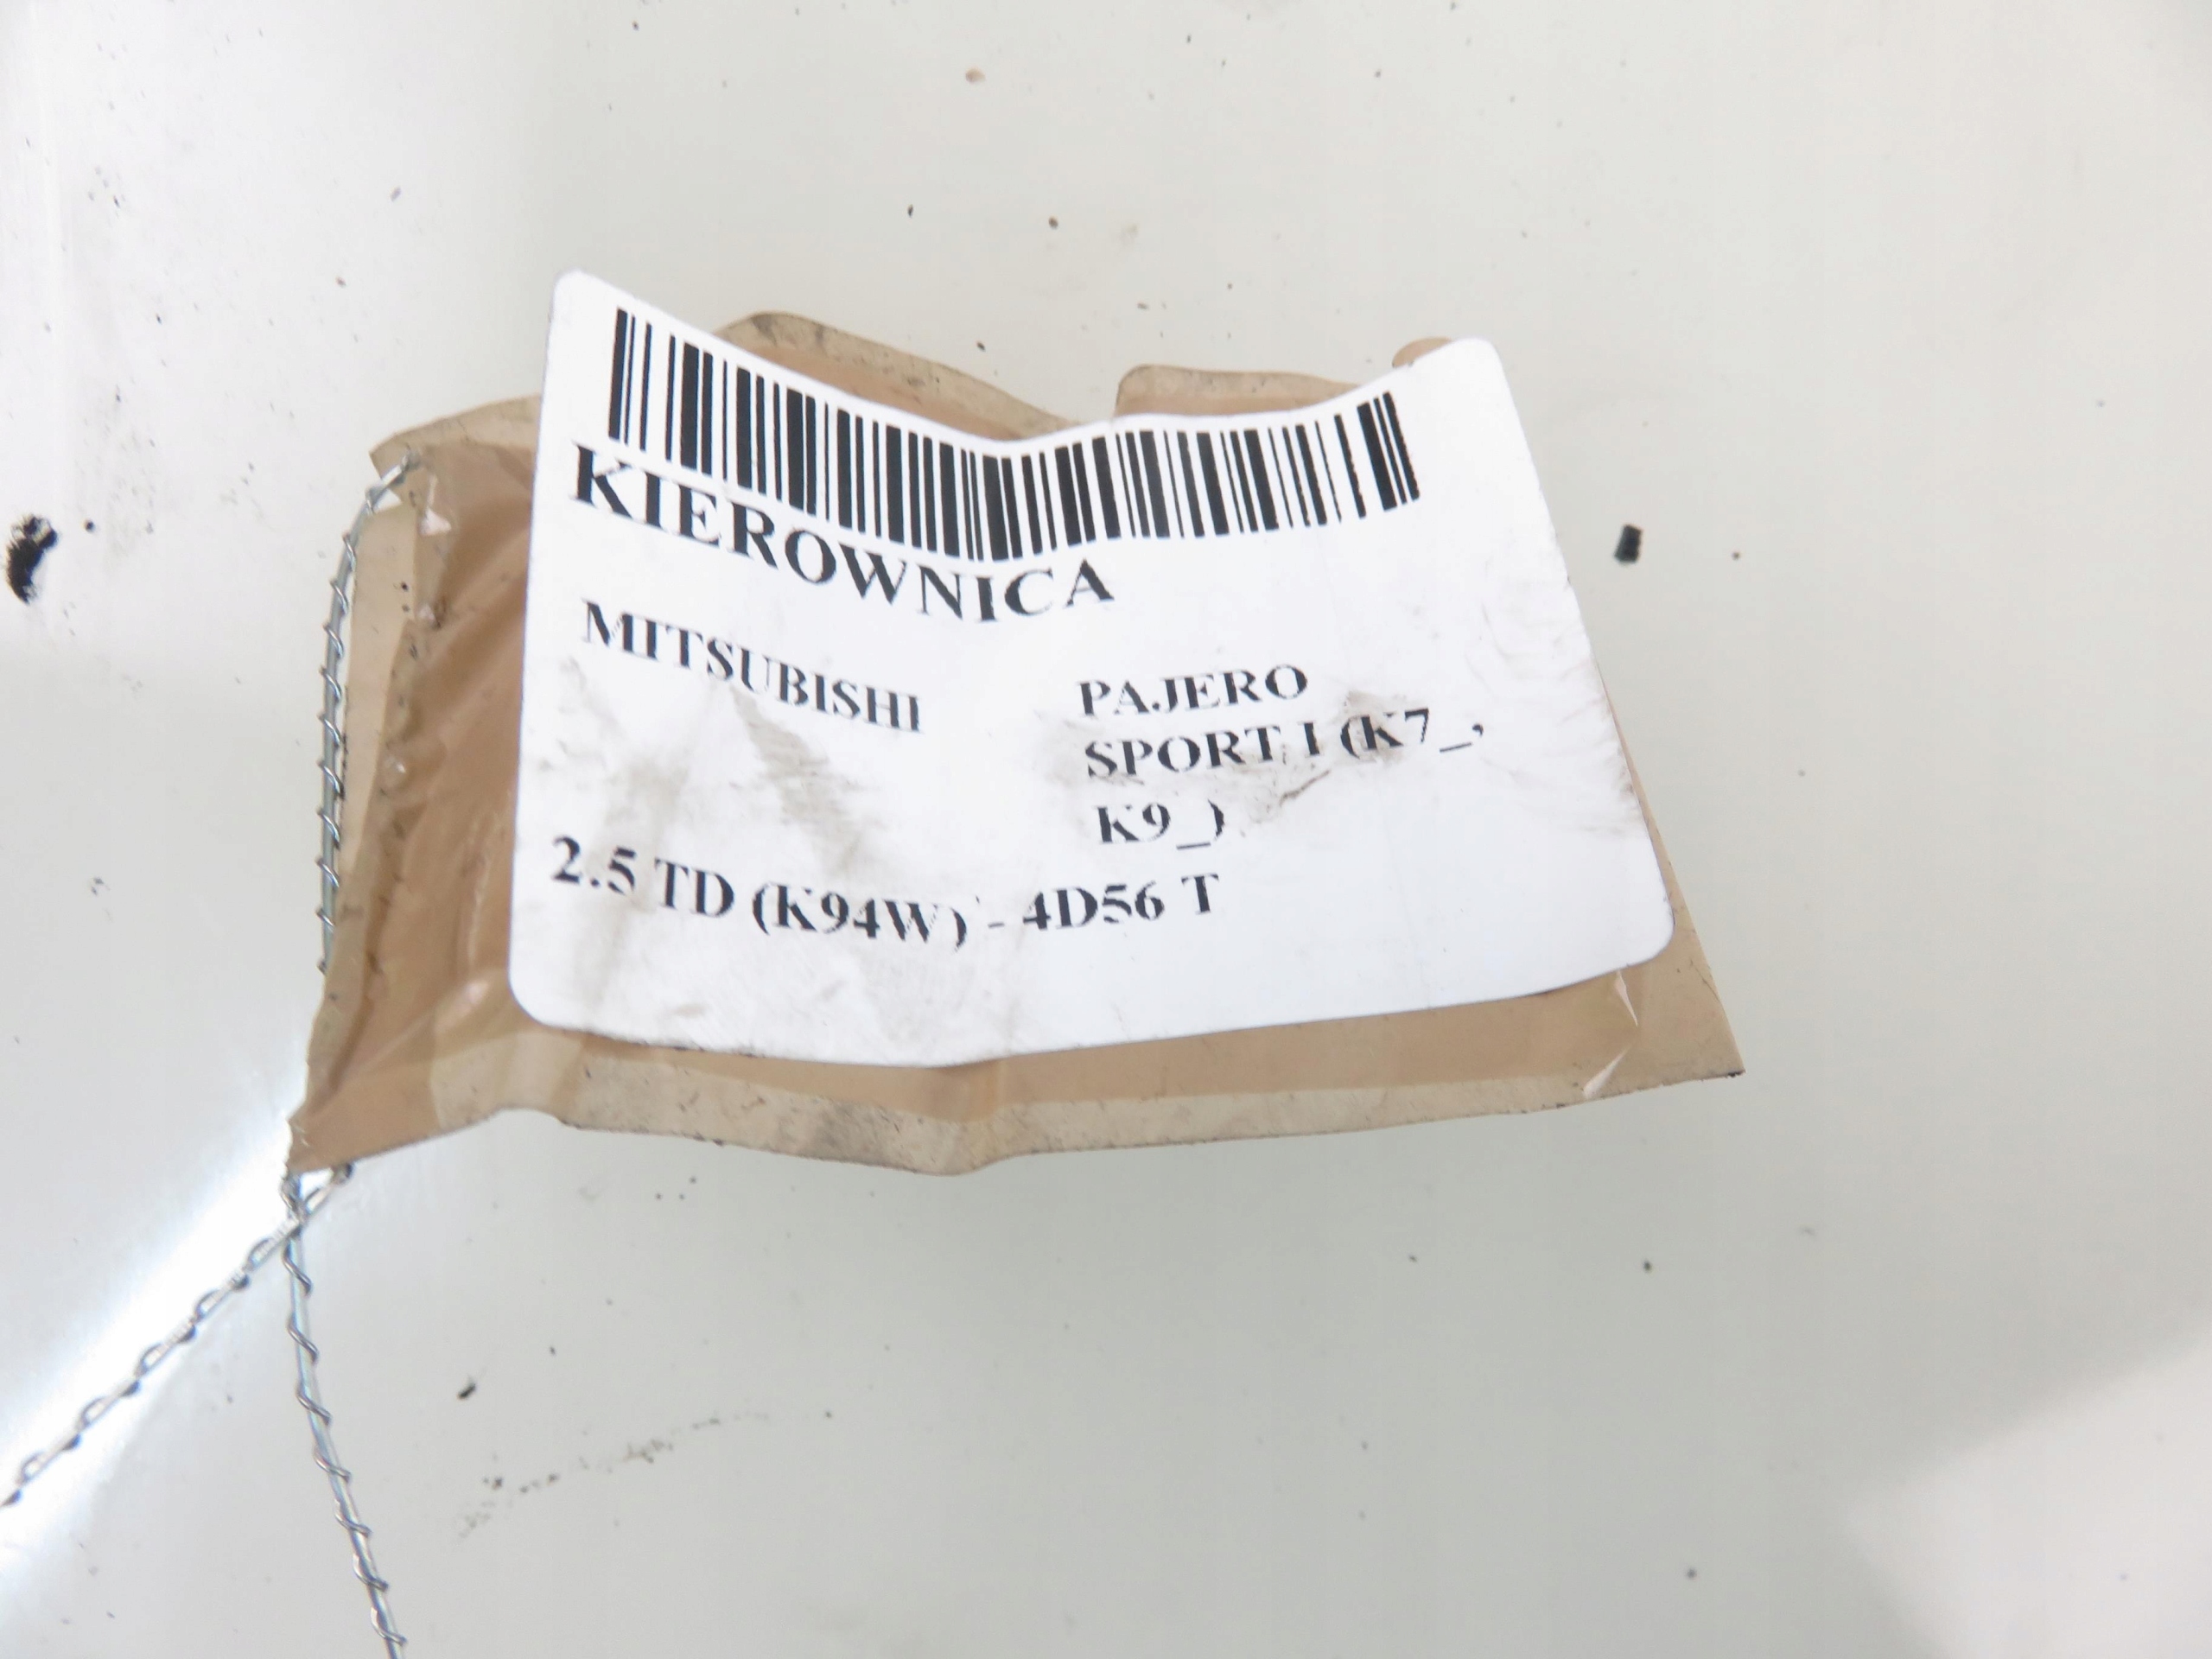 KIEROWNICA
MITSUBISHI
PAJERO
SPORT I (K7_,
K9_)
2.5 TD (K94W) - 4D56 T